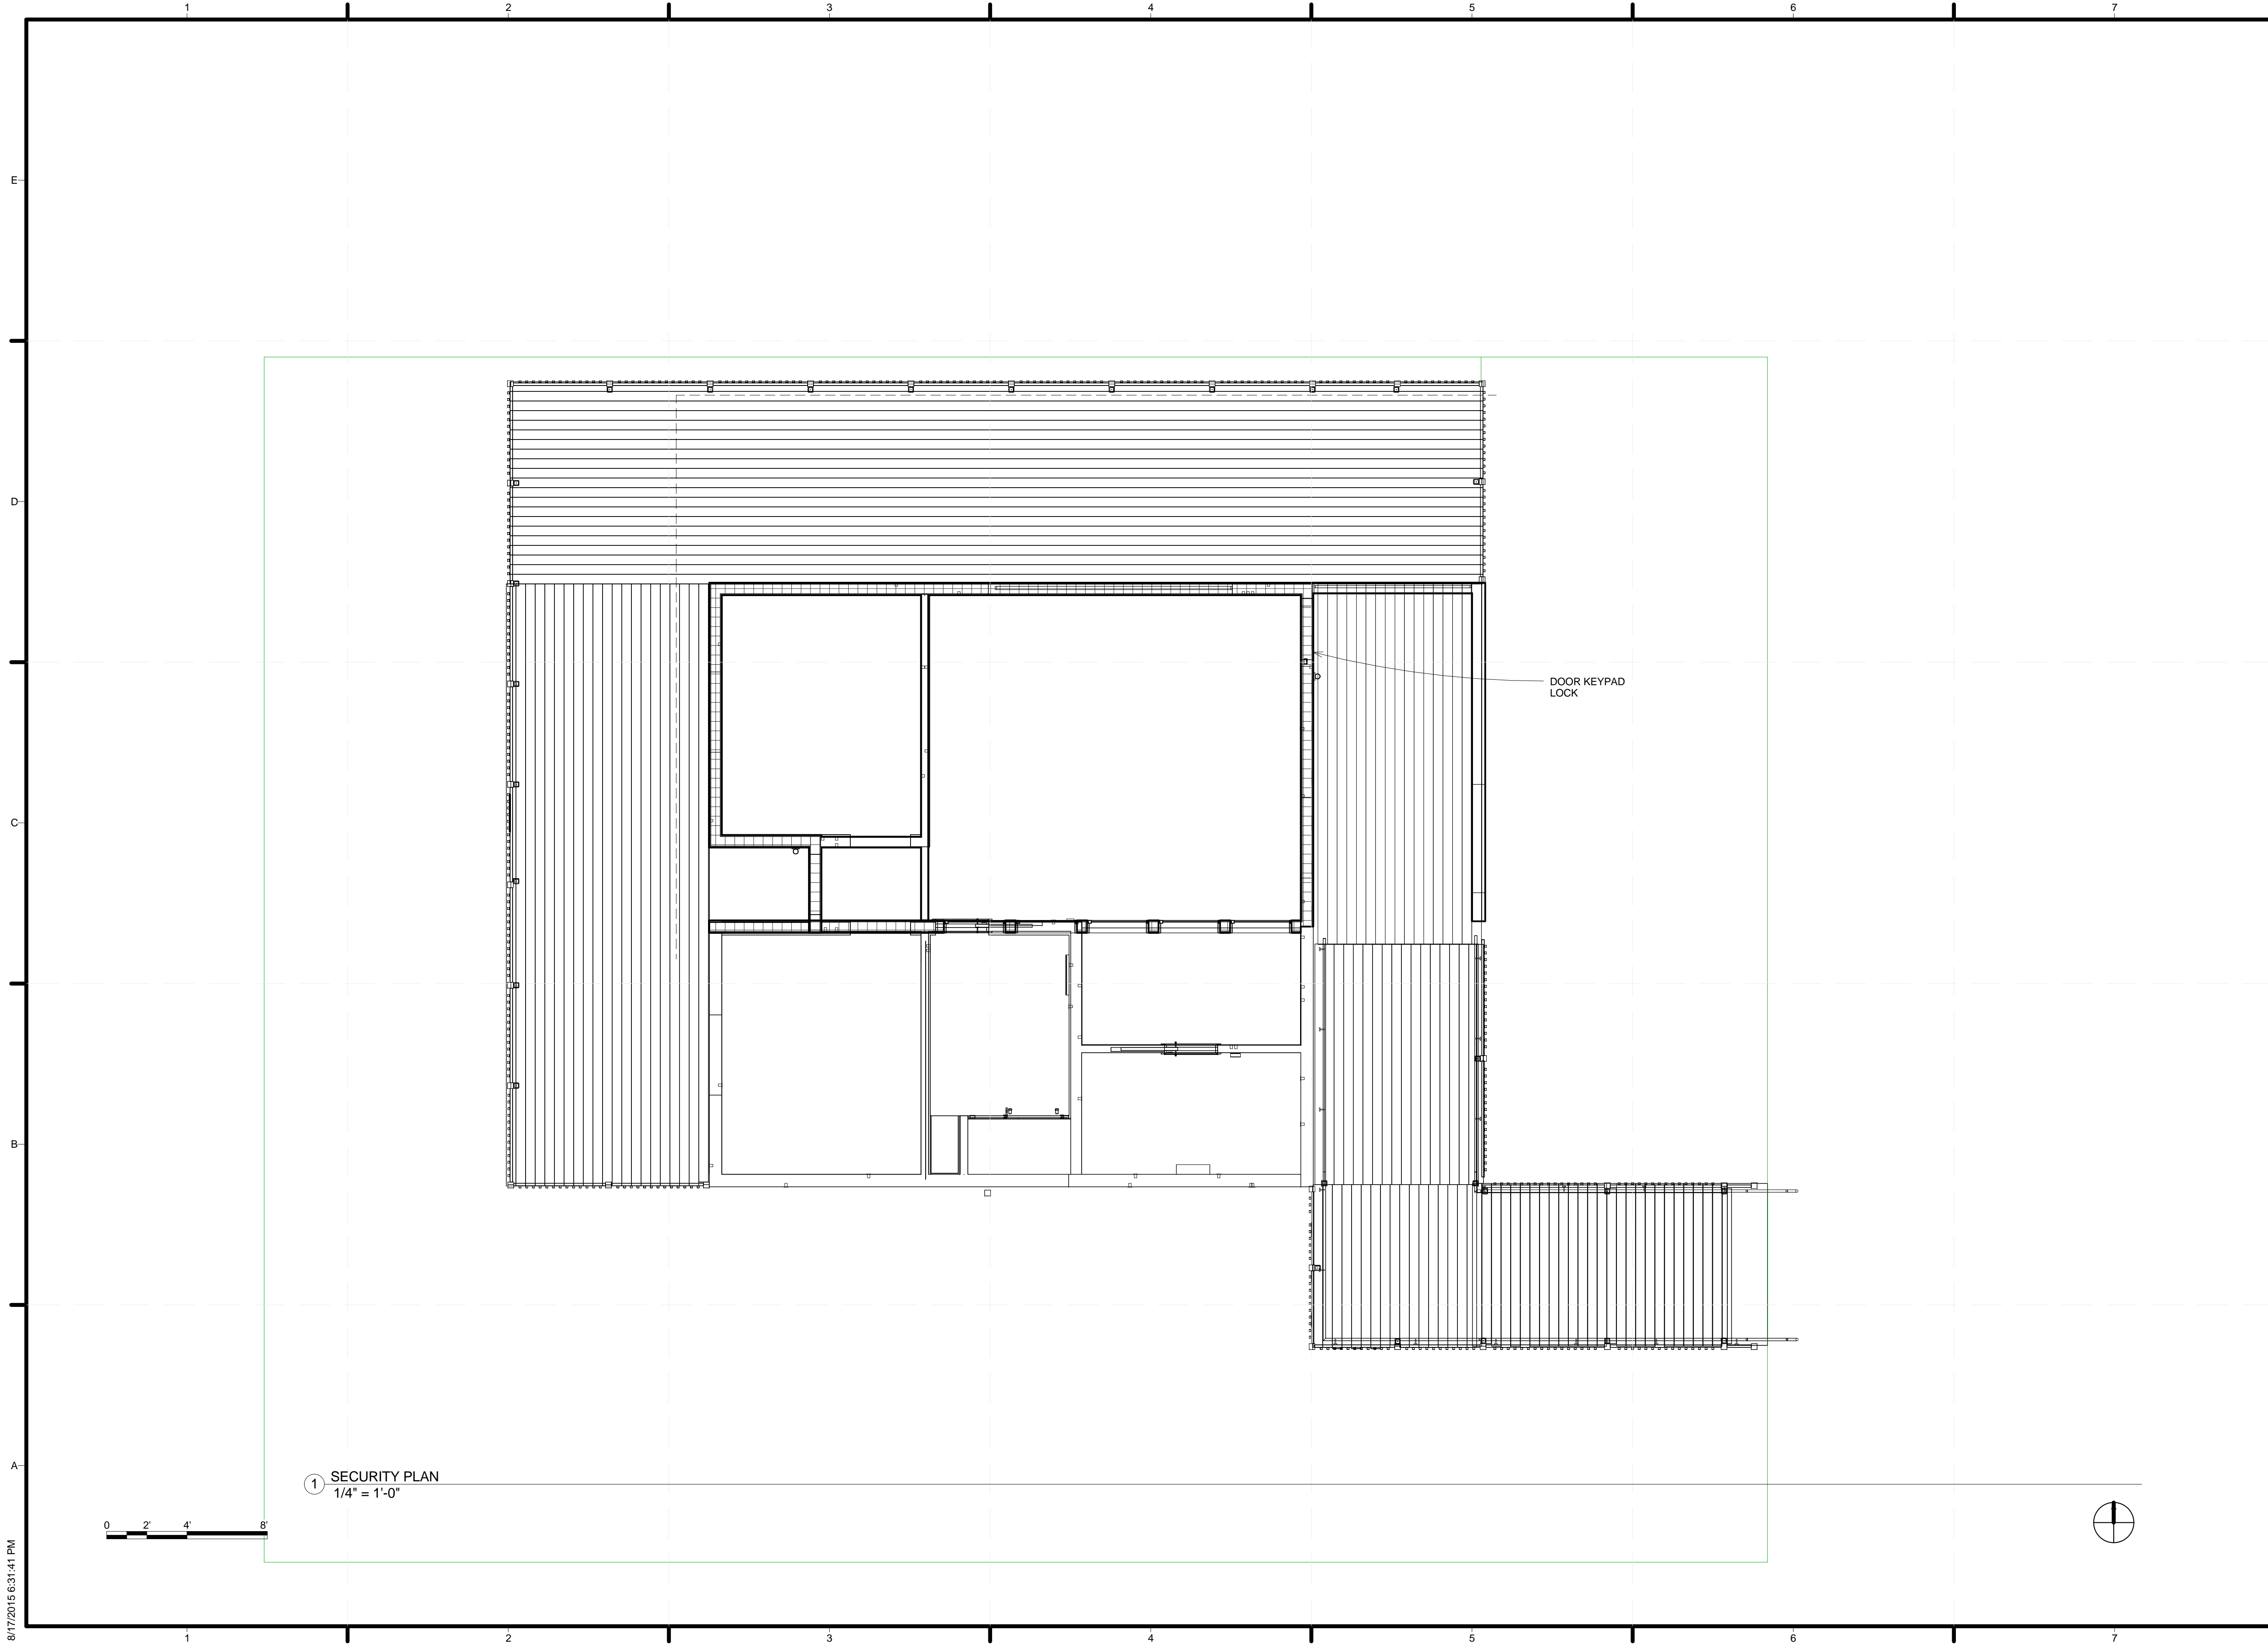 1 2 3 4 5 6 7
E
D
DOOR KEYPAD
LOCK
C
B
A
1 SECURITY PLAN
1/4" = 1'-0"
0 2' 4' 8'
8/17/2015 6:31:41 PM
1 2 3 4 5 6 7